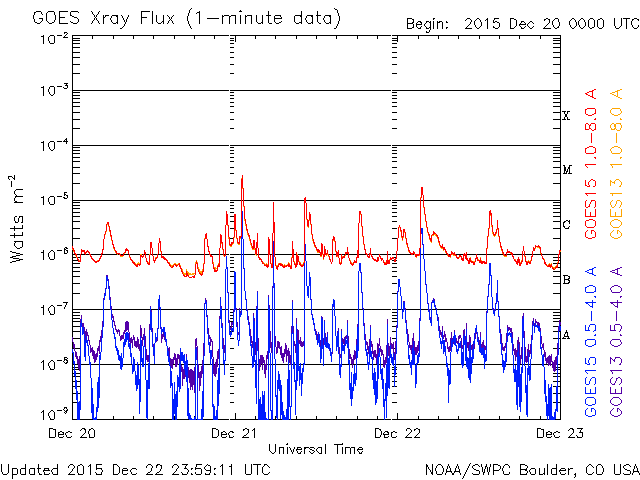 GOES Xray Flux (1-minute data)
Begin: 2015 Dec 20 0000 UTC
10-2
10-3
10-4
10-5
10-6
10-7
10-8
10-9
Watts m-2
X
M
C
B
A
GOES15 1.0-8.0 A
GOES13 1.0-8.0 A
GOES15 0.5-4.0 A
GOES13 0.5-4.0 A
Dec 20
Dec 21
Dec 22
Dec 23
Universal Time
Updated 2015 Dec 22 23:59:11 UTC
NOAA/SWPC Boulder, CO USA